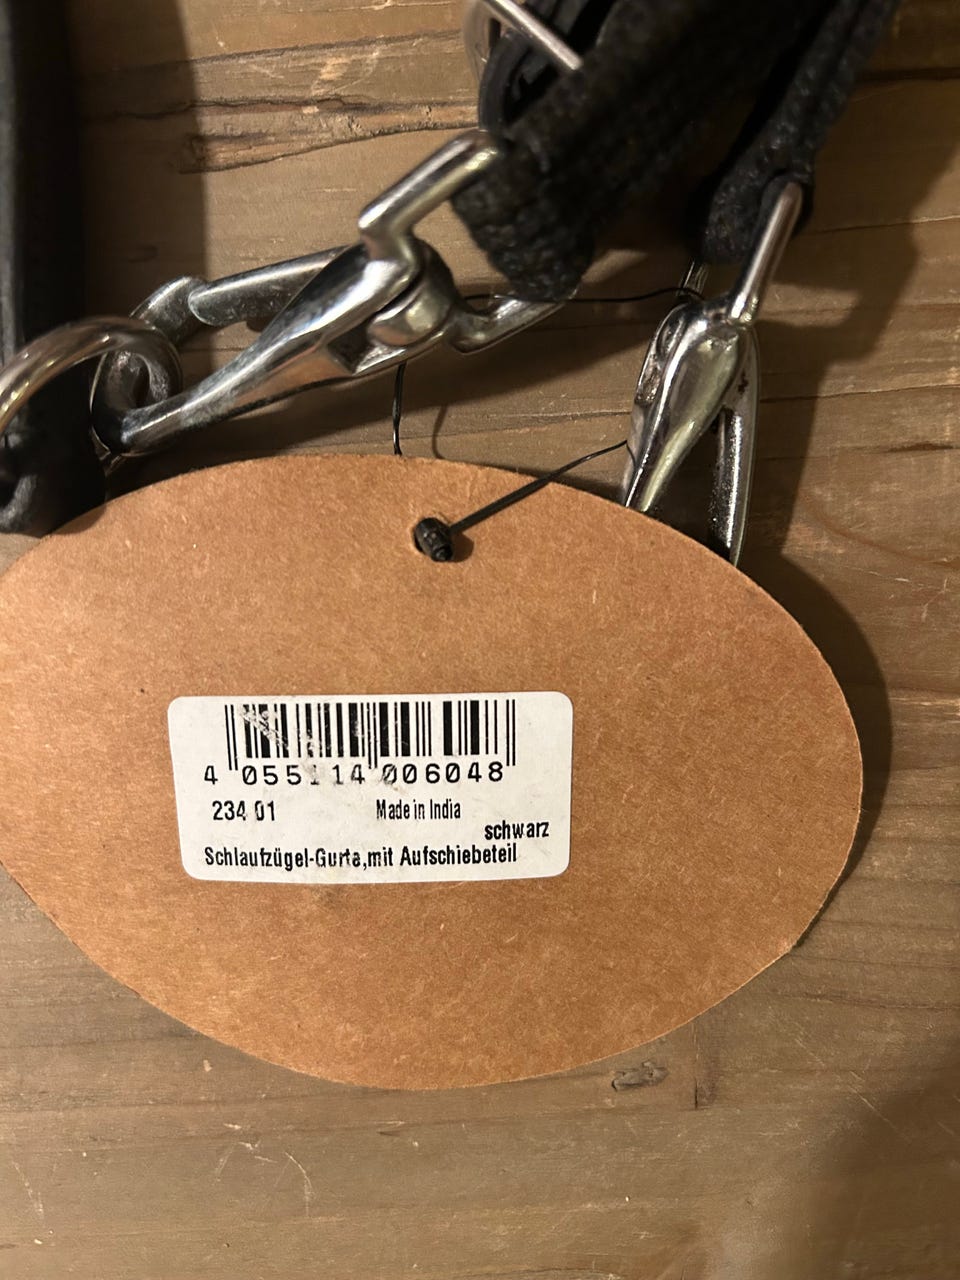 4 055114 006048
234 01 Made in India
schwarz
Schlaufzügel-Gurte,mit Aufschiebeteil